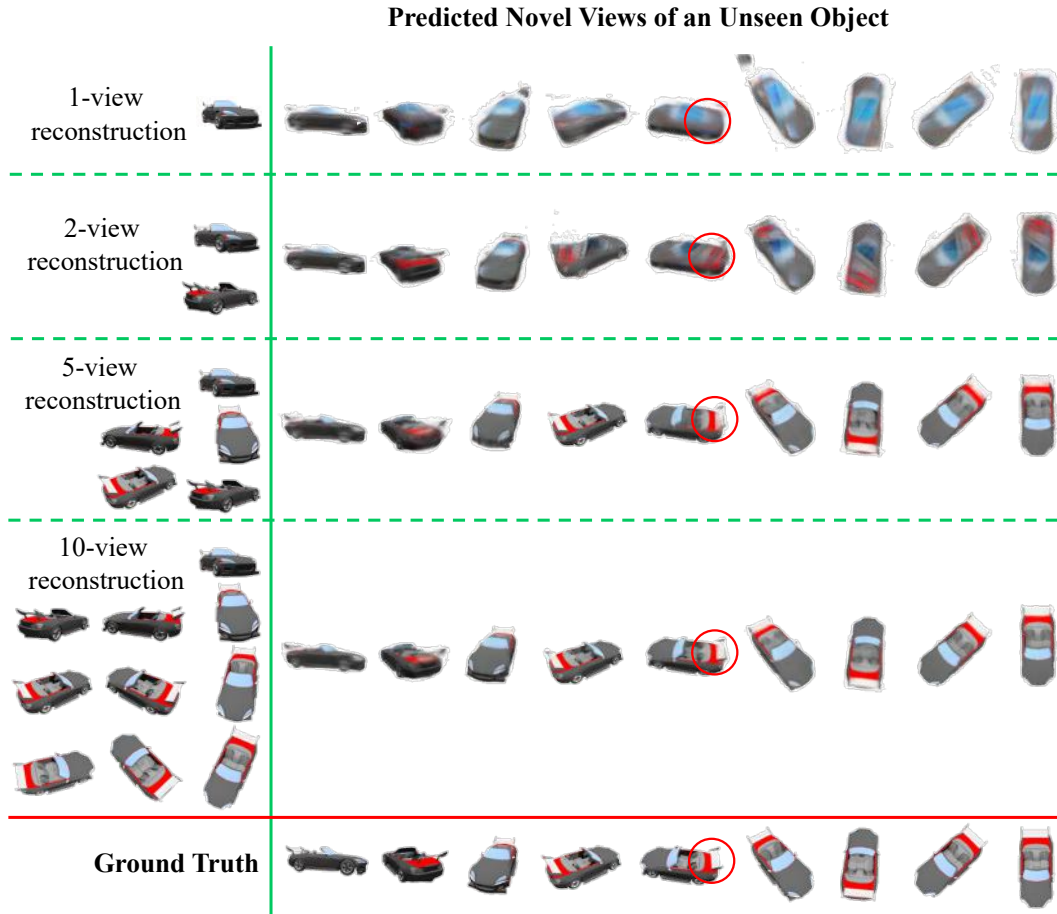 Predicted Novel Views of an Unseen Object
1-view
reconstruction
2-view
reconstruction
5-view
reconstruction
10-view
reconstruction
Ground Truth